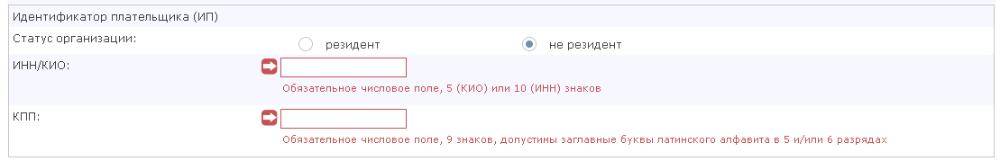 Идентификатор плательщика (ИП)
Статус организации: резидент не резидент
ИНН/КИО:
Обязательное числовое поле, 5 (КИО) или 10 (ИНН) знаков
КПП:
Обязательное числовое поле, 9 знаков, допустимы заглавные буквы латинского алфавита в 5 и/или 6 разрядах